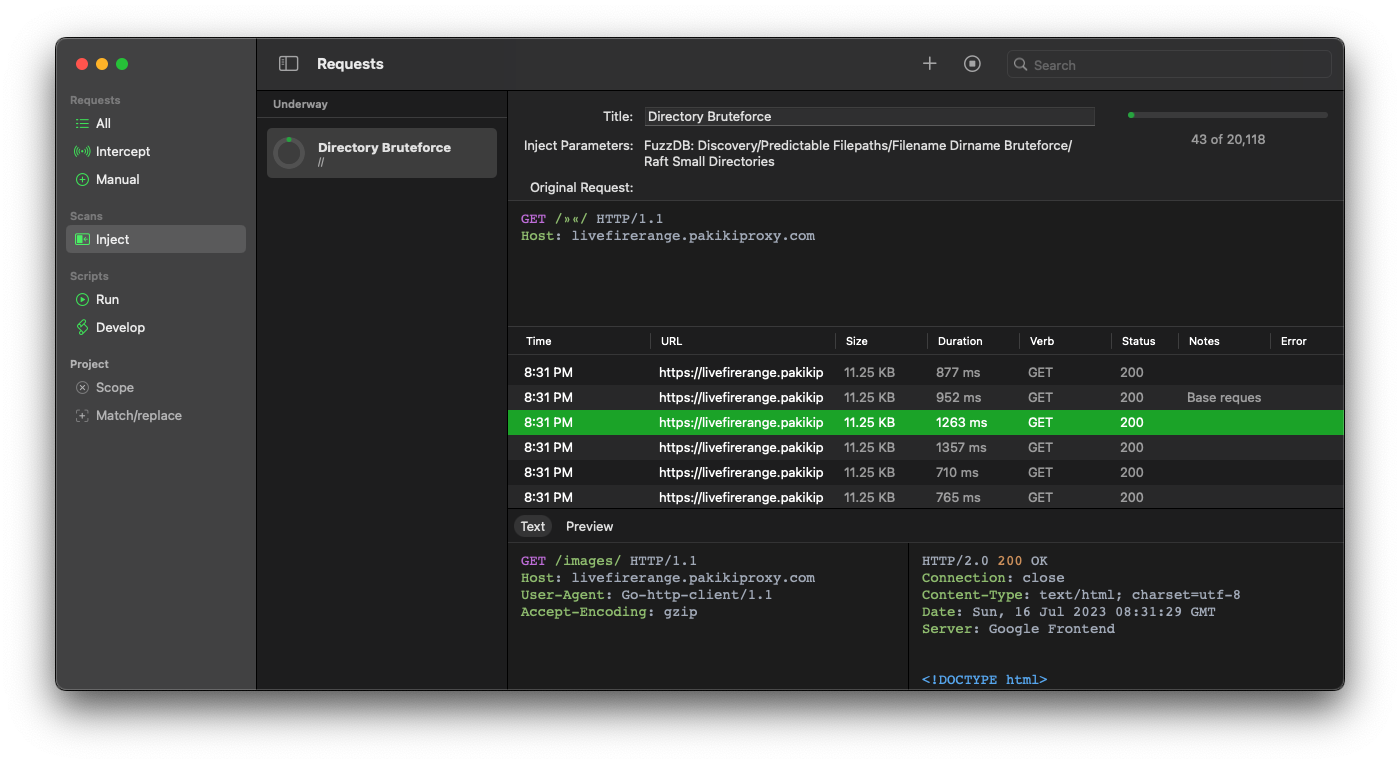 Requests
Search
Requests
All
Intercept
Manual
Scans
Inject
Scripts
Run
Develop
Project
Scope
Match/replace
Underway
Directory Bruteforce
//
Title: Directory Bruteforce
43 of 20,118
Inject Parameters: FuzzDB: Discovery/Predictable Filepaths/Filename Dirname Bruteforce/
Raft Small Directories
Original Request:
GET /»«/ HTTP/1.1
Host: livefirerange.pakikiproxy.com
Time URL Size Duration Verb Status Notes Error
8:31 PM https://livefirerange.pakikip 11.25 KB 877 ms GET 200
8:31 PM https://livefirerange.pakikip 11.25 KB 952 ms GET 200 Base reques
8:31 PM https://livefirerange.pakikip 11.25 KB 1263 ms GET 200
8:31 PM https://livefirerange.pakikip 11.25 KB 1357 ms GET 200
8:31 PM https://livefirerange.pakikip 11.25 KB 710 ms GET 200
8:31 PM https://livefirerange.pakikip 11.25 KB 765 ms GET 200
Text Preview
GET /images/ HTTP/1.1
Host: livefirerange.pakikiproxy.com
User-Agent: Go-http-client/1.1
Accept-Encoding: gzip
HTTP/2.0 200 OK
Connection: close
Content-Type: text/html; charset=utf-8
Date: Sun, 16 Jul 2023 08:31:29 GMT
Server: Google Frontend
<!DOCTYPE html>